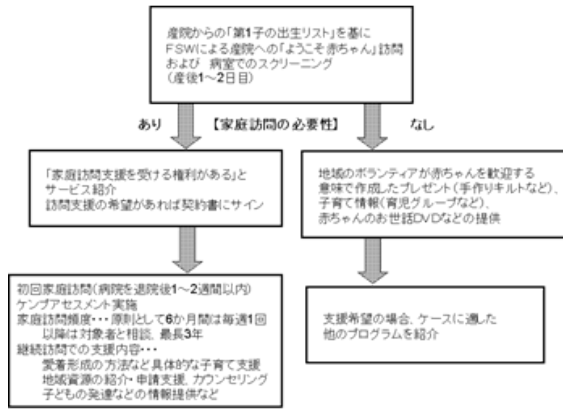 産院からの「第1子の出生リスト」を基に
FSWによる産院への「ようこそ赤ちゃん」訪問
および 病室でのスクリーニング
(産後1～2日目)
あり 【家庭訪問の必要性】 なし
「家庭訪問支援を受ける権利がある」と
サービス紹介
訪問支援の希望があれば契約書にサイン
地域のボランティアが赤ちゃんを歓迎する
意味で作成したプレゼント(手作りキルトなど)、
子育て情報(育児グループなど)、
赤ちゃんのお世話DVDなどの提供
初回家庭訪問(病院を退院後1～2週間以内)
ケンプアセスメント実施
家庭訪問頻度・・・原則として6か月間は毎週1回
以降は対象者と相談、最長3年
継続訪問での支援内容・・・
愛着形成の方法など具体的な子育て支援
地域資源の紹介・申請支援、カウンセリング
子どもの発達などの情報提供など
支援希望の場合、ケースに適した
他のプログラムを紹介